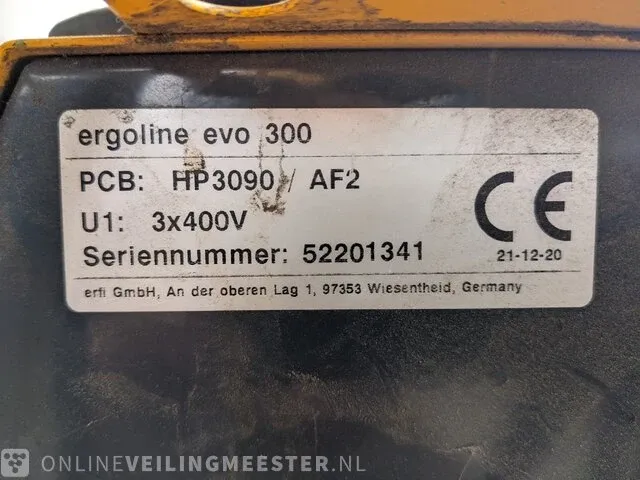 ergoline evo 300
PCB: HP3090 / AF2
U1: 3x400V
Seriennummer: 52201341
CE
21-12-20
erfi GmbH, An der oberen Lag 1, 97353 Wiesentheid, Germany
ONLINEVEILINGMEESTER.NL